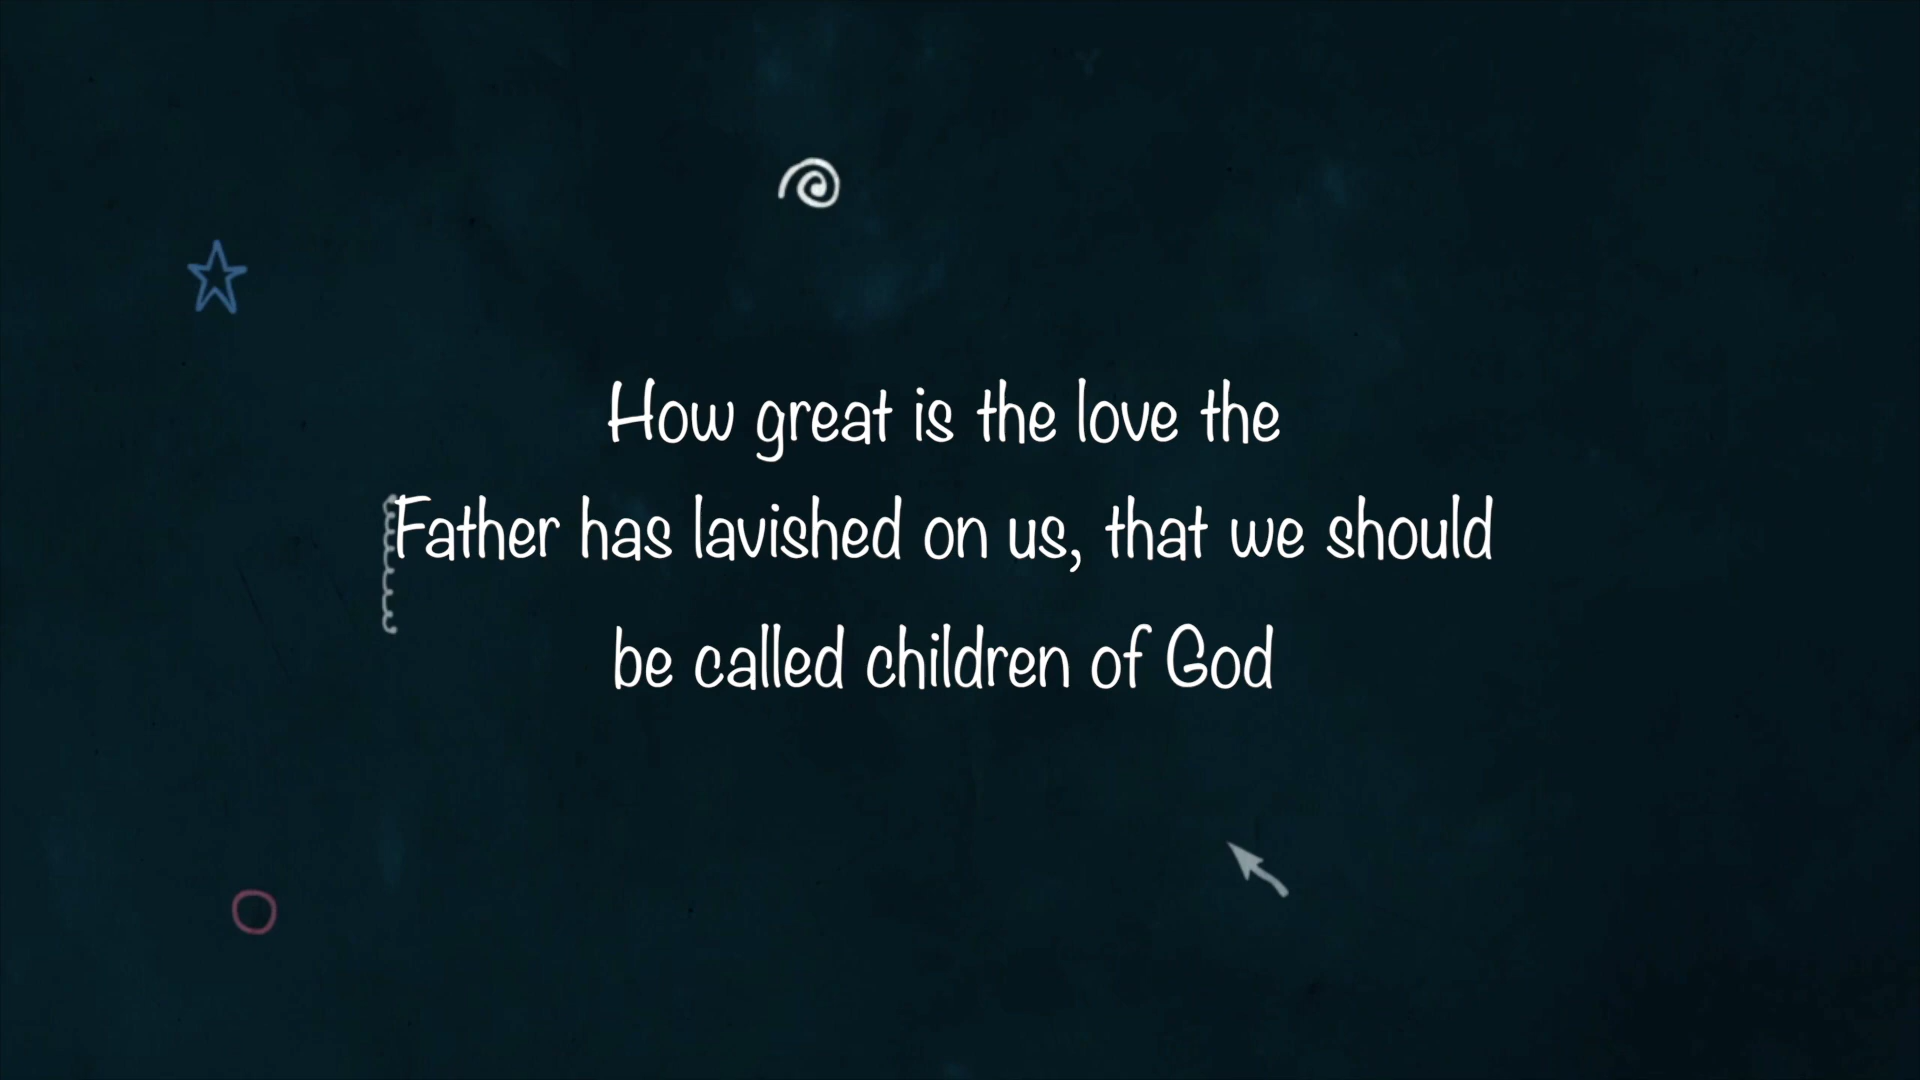 How great is the love the
Father has lavished on us, that we should
be called children of God